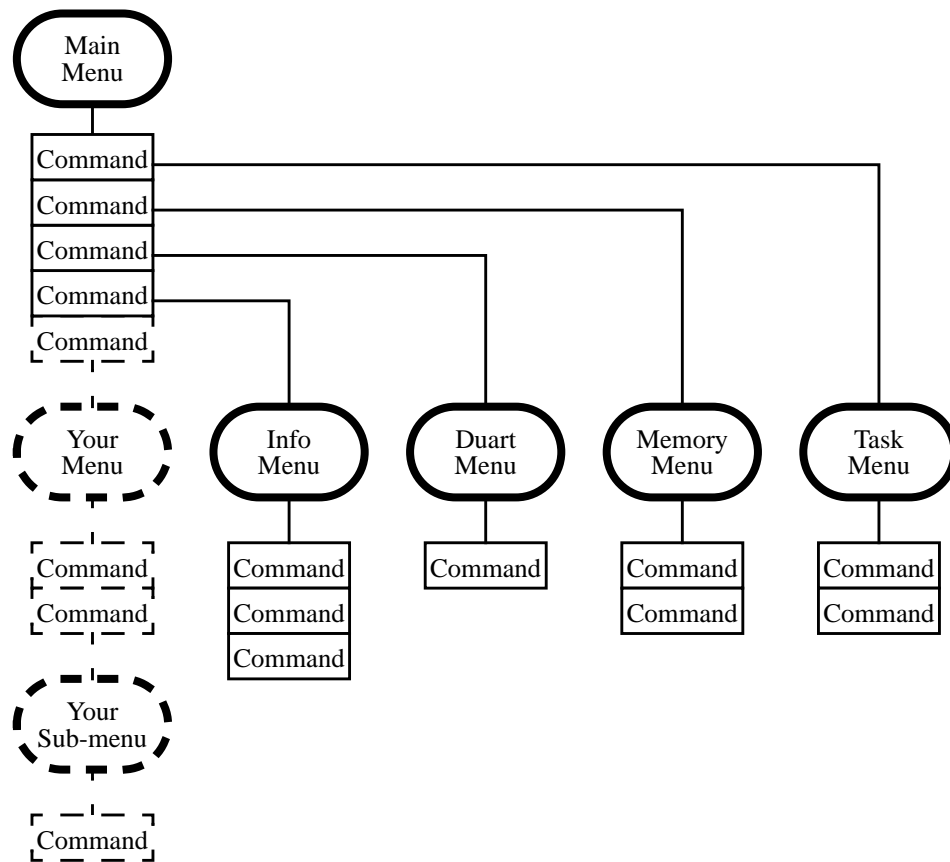 Main
Menu
Command
Command
Command
Command
Command
Your
Menu
Info
Menu
Duart
Menu
Memory
Menu
Task
Menu
Command
Command
Command
Command
Command
Command
Command
Command
Command
Command
Your
Sub-menu
Command